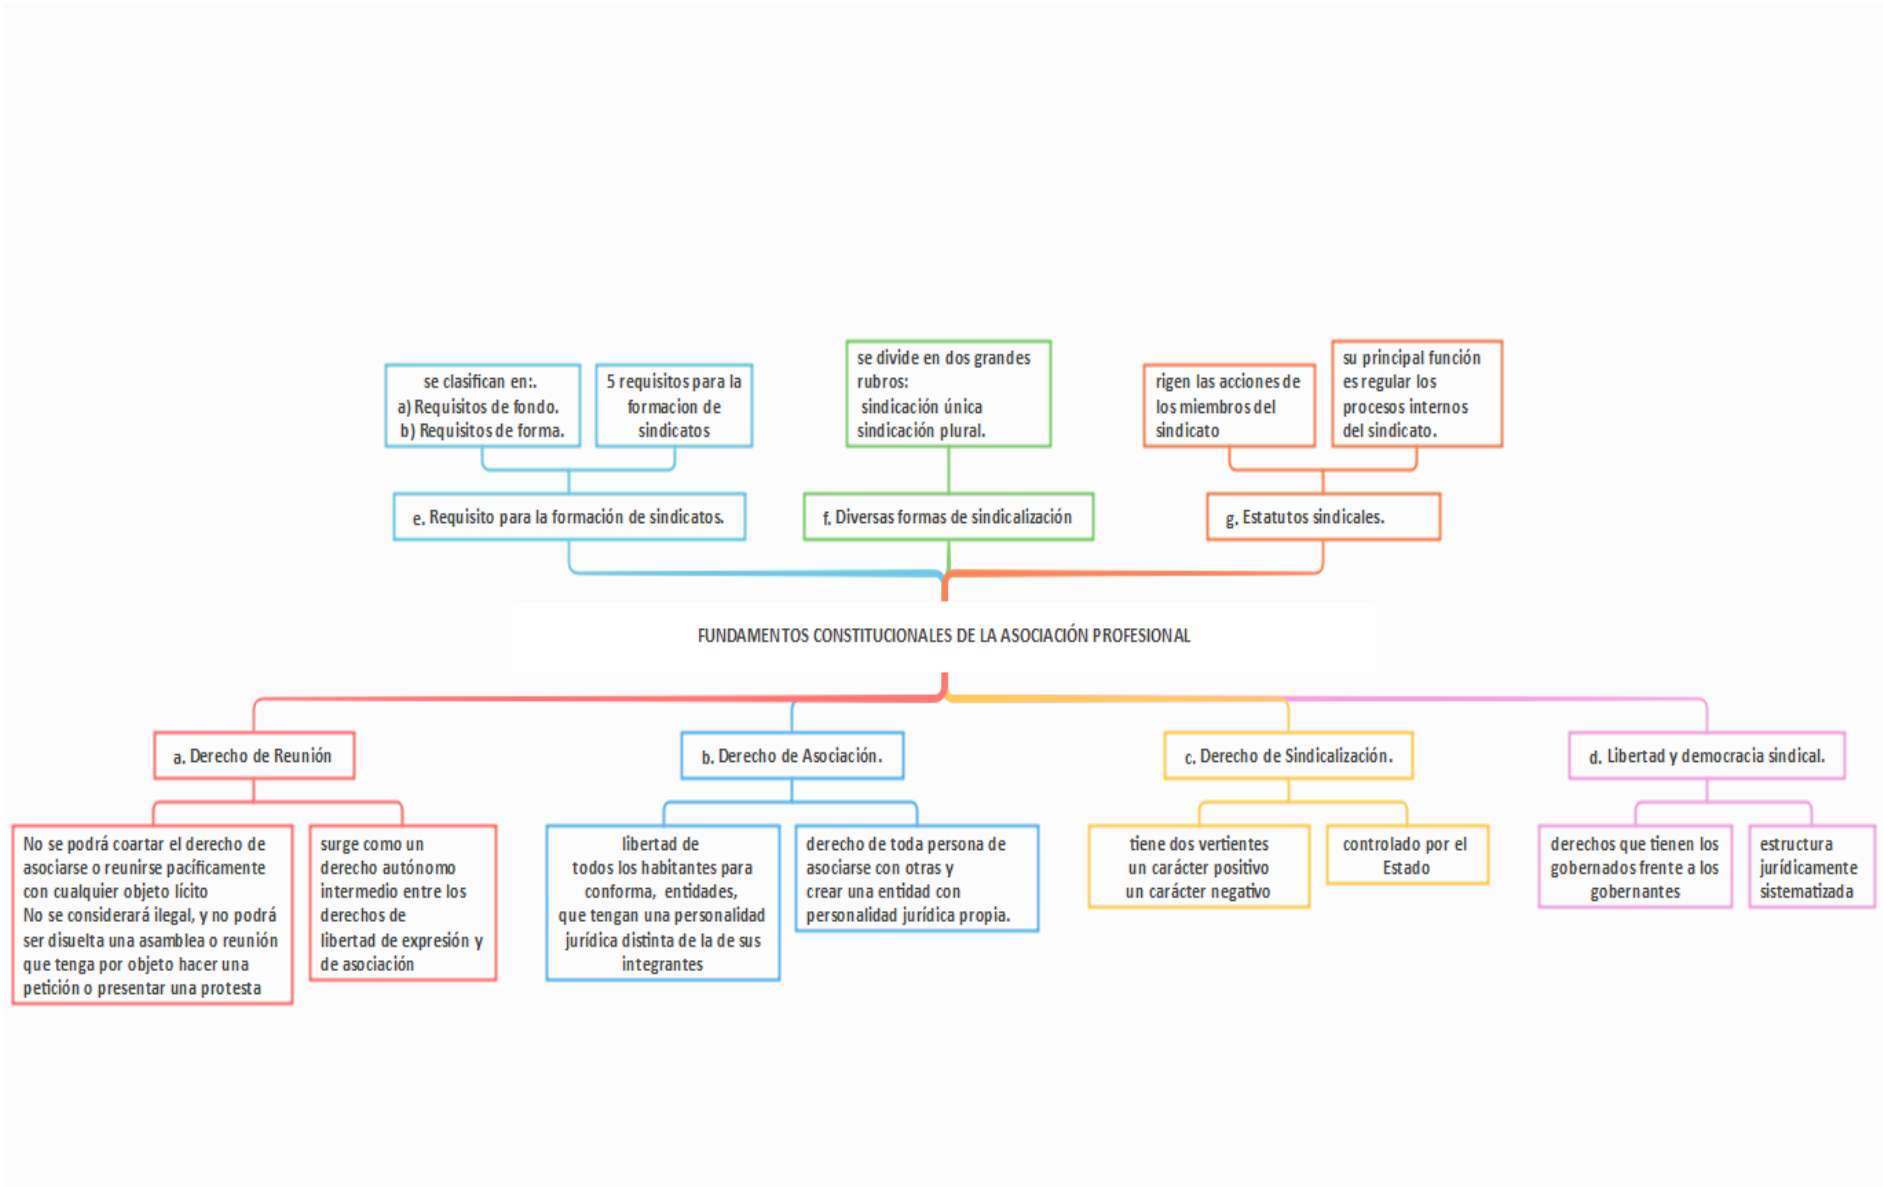 se clasifican en:.
a) Requisitos de fondo.
b) Requisitos de forma.
5 requisitos para la
formacion de
sindicatos
se divide en dos grandes
rubros:
sindicación única
sindicación plural.
rigen las acciones de
los miembros del
sindicato
su principal función
es regular los
procesos internos
del sindicato.
e. Requisito para la formación de sindicatos.
f. Diversas formas de sindicalización
g. Estatutos sindicales.
FUNDAMENTOS CONSTITUCIONALES DE LA ASOCIACIÓN PROFESIONAL
a. Derecho de Reunión
b. Derecho de Asociación.
c. Derecho de Sindicalización.
d. Libertad y democracia sindical.
No se podrá coartar el derecho de
asociarse o reunirse pacíficamente
con cualquier objeto lícito
No se considerará ilegal, y no podrá
ser disuelta una asamblea o reunión
que tenga por objeto hacer una
petición o presentar una protesta
surge como un
derecho autónomo
intermedio entre los
derechos de
libertad de expresión y
de asociación
libertad de
todos los habitantes para
conforma, entidades,
que tengan una personalidad
jurídica distinta de la de sus
integrantes
derecho de toda persona de
asociarse con otras y
crear una entidad con
personalidad jurídica propia.
tiene dos vertientes
un carácter positivo
un carácter negativo
controlado por el
Estado
derechos que tienen los
gobernados frente a los
gobernantes
estructura
jurídicamente
sistematizada